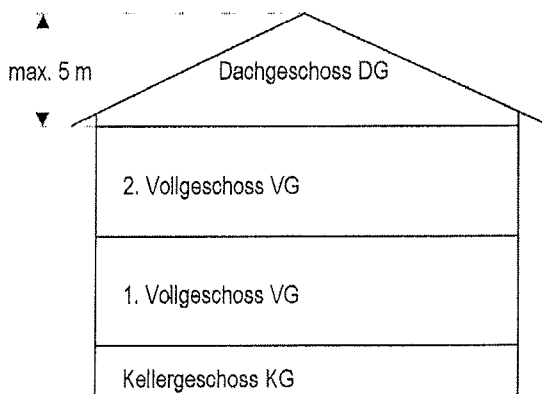 max. 5 m
Dachgeschoss DG
2. Vollgeschoss VG
1. Vollgeschoss VG
Kellergeschoss KG